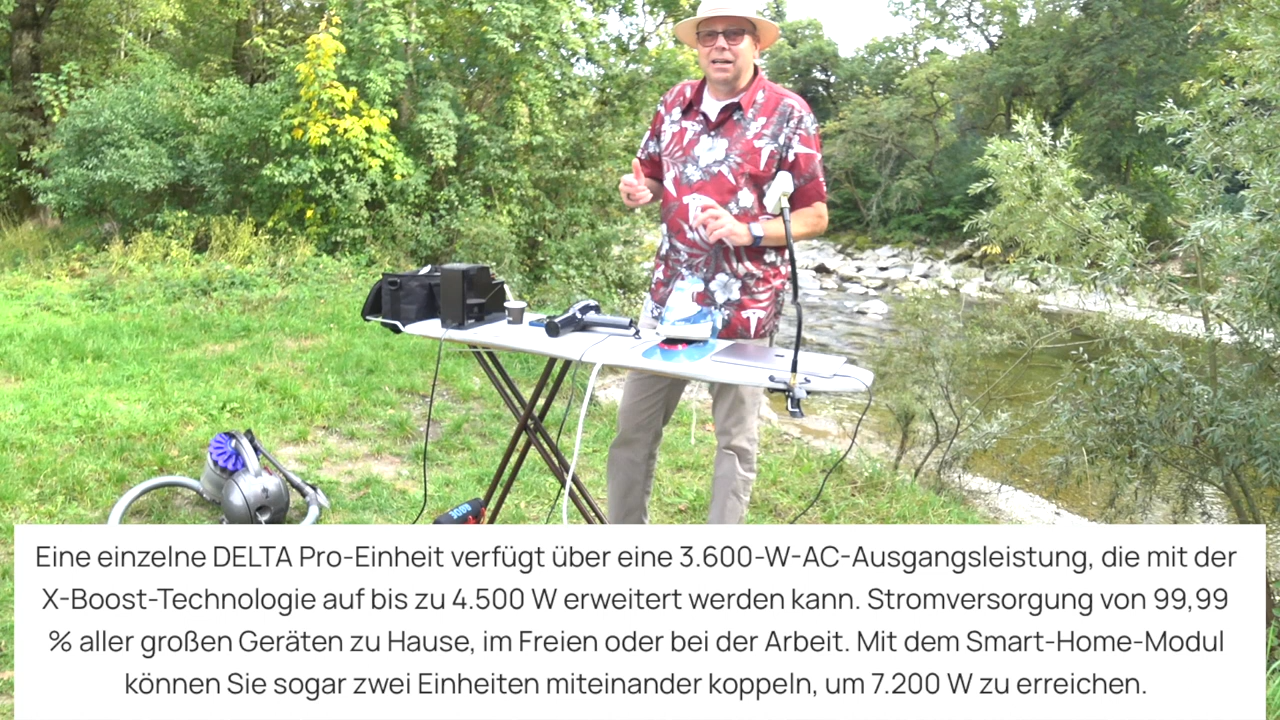 Eine einzelne DELTA Pro-Einheit verfügt über eine 3.600-W-AC-Ausgangsleistung, die mit der
X-Boost-Technologie auf bis zu 4.500 W erweitert werden kann. Stromversorgung von 99,99
% aller großen Geräten zu Hause, im Freien oder bei der Arbeit. Mit dem Smart-Home-Modul
können Sie sogar zwei Einheiten miteinander koppeln, um 7.200 W zu erreichen.